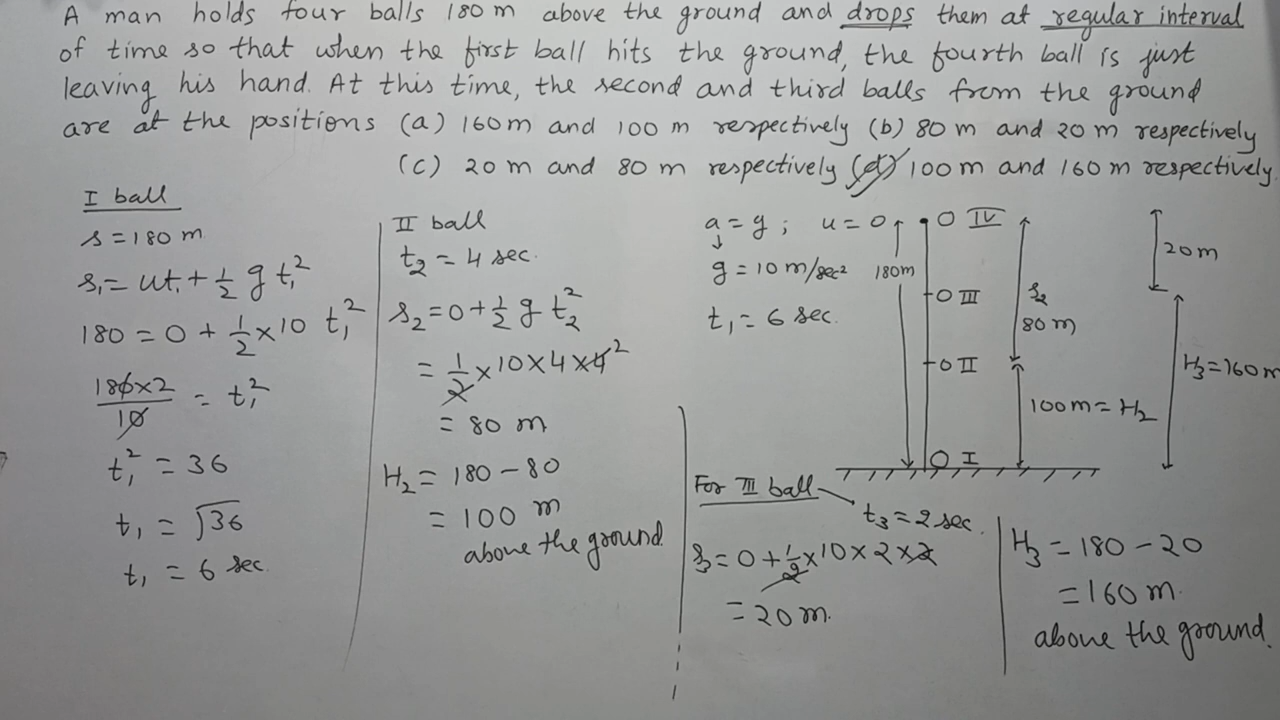 A man holds four balls 180 m above the ground and drops them at regular interval
of time so that when the first ball hits the ground, the fourth ball is just
leaving his hand. At this time, the second and third balls from the ground
are at the positions (a) 160m and 100 m respectively (b) 80 m and 20 m respectively
(c) 20 m and 80 m respectively (d) 100 m and 160 m respectively.
I ball
s = 180 m.
s₁ = ut₁ + 1/2 g t₁²
180 = 0 + 1/2 × 10 t₁²
180×2/10 = t₁²
t₁² = 36
t₁ = √36
t₁ = 6 sec.
II ball
t₂ = 4 sec.
s₂ = 0 + 1/2 g t₂²
= 1/2 × 10 × 4 × 4 2
= 80 m
H₂ = 180 – 80
= 100 m
above the ground.
a = g ; u = 0
g = 10 m/sec²
t₁ = 6 sec.
180m
O IV
O III
O II
O I
s₂
80 m
100m = H₂
20m
H₃ = 160m
For III ball
t₃ = 2 sec.
s₃ = 0 + 1/2 × 10 × 2 × 2
= 20 m.
H₃ = 180 – 20
= 160 m.
above the ground.